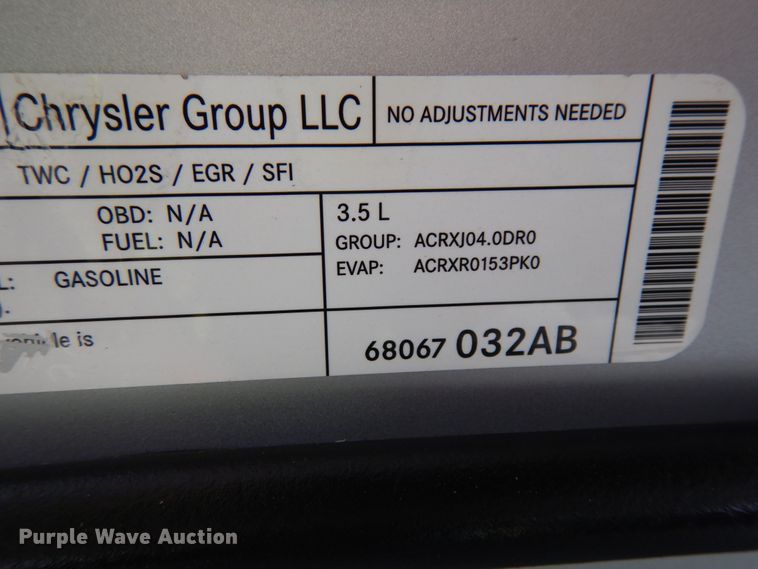 Chrysler Group LLC
NO ADJUSTMENTS NEEDED
TWC / HO2S / EGR / SFI
OBD: N/A
FUEL: N/A
3.5 L
GROUP: ACRXJ04.0DR0
EVAP: ACRXR0153PK0
L: GASOLINE
).
is
68067 032AB
Purple Wave Auction